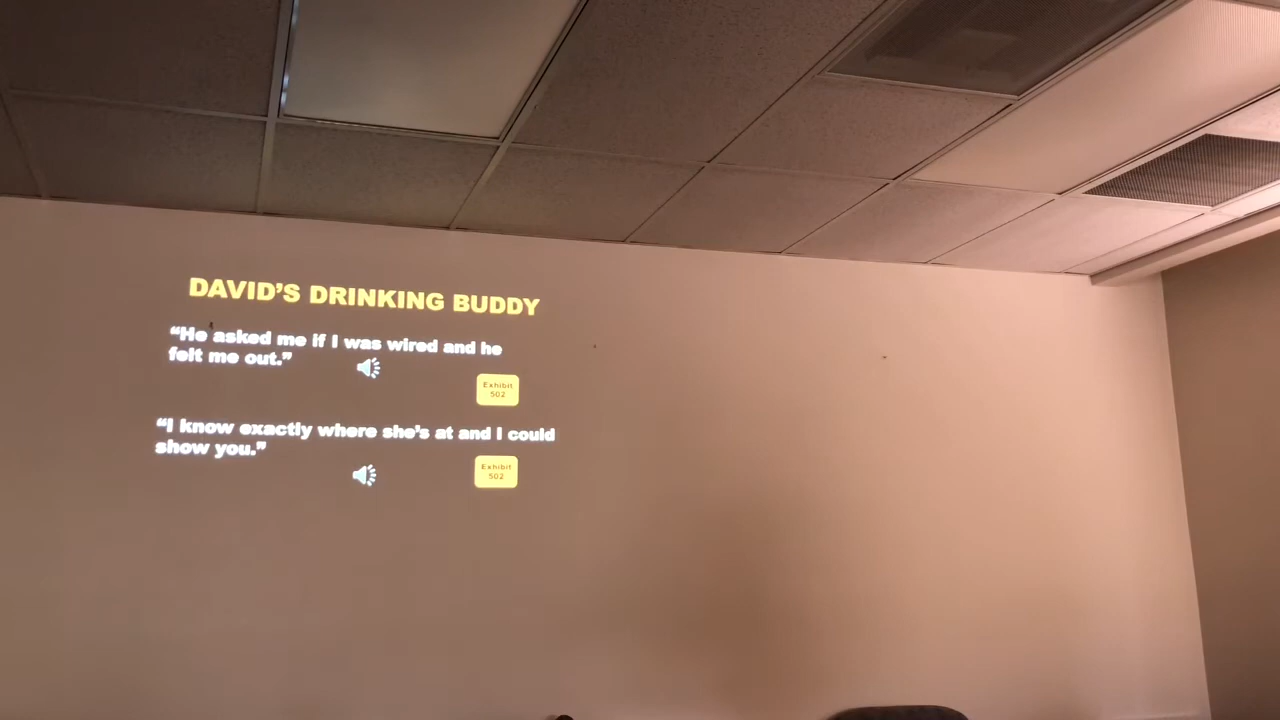 DAVID'S DRINKING BUDDY
“He asked me if I was wired and he
felt me out.”
Exhibit
502
“I know exactly where she's at and I could
show you.”
Exhibit
502